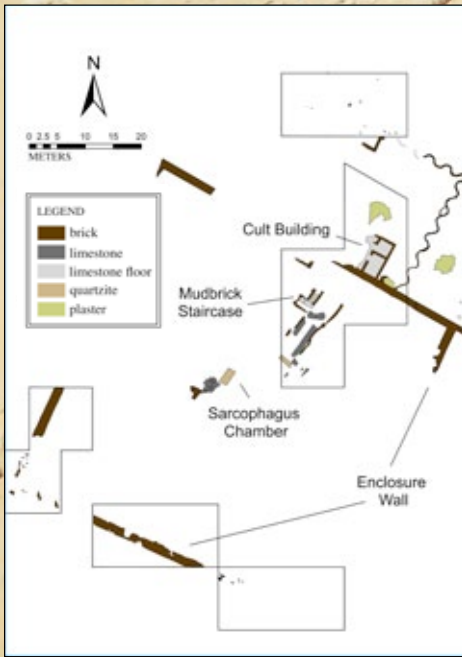 N
0 2.5 5 10 15 20
METERS
LEGEND
brick
limestone
limestone floor
quartzite
plaster
Cult Building
Mudbrick
Staircase
Sarcophagus
Chamber
Enclosure
Wall